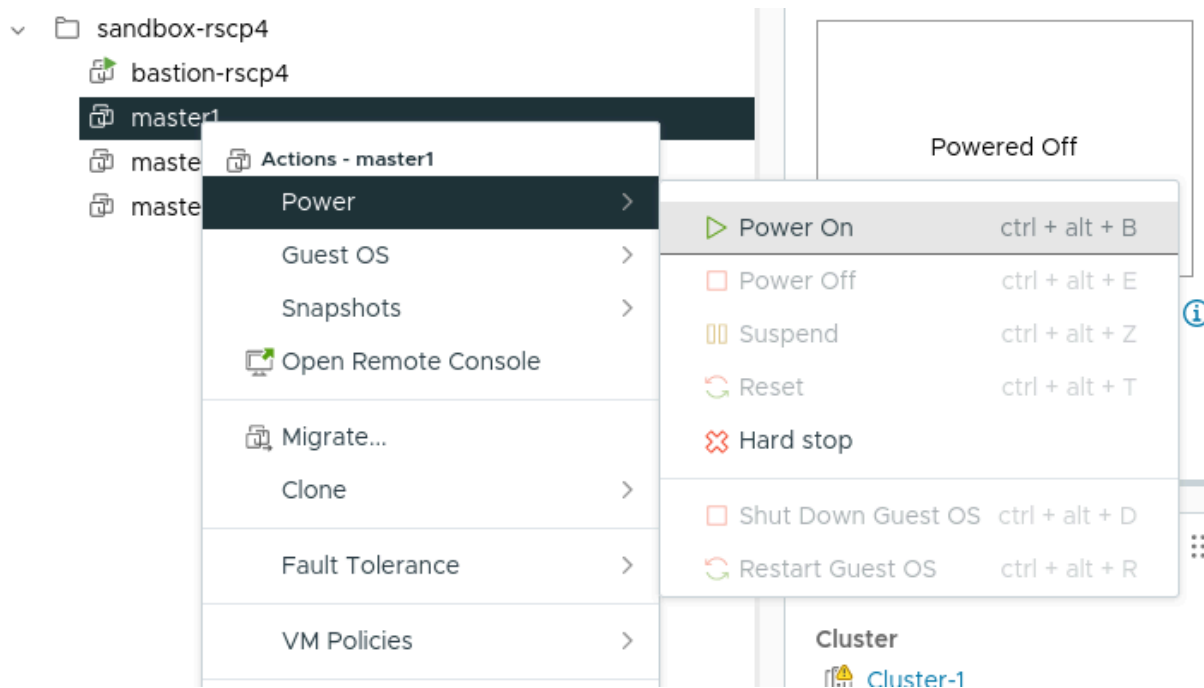 sandbox-rscp4
bastion-rscp4
master1
maste
maste
Actions - master1
Power
Guest OS
Snapshots
Open Remote Console
Migrate...
Clone
Fault Tolerance
VM Policies
Powered Off
Power On ctrl + alt + B
Power Off ctrl + alt + E
Suspend ctrl + alt + Z
Reset ctrl + alt + T
Hard stop
Shut Down Guest OS ctrl + alt + D
Restart Guest OS ctrl + alt + R
Cluster
Cluster-1